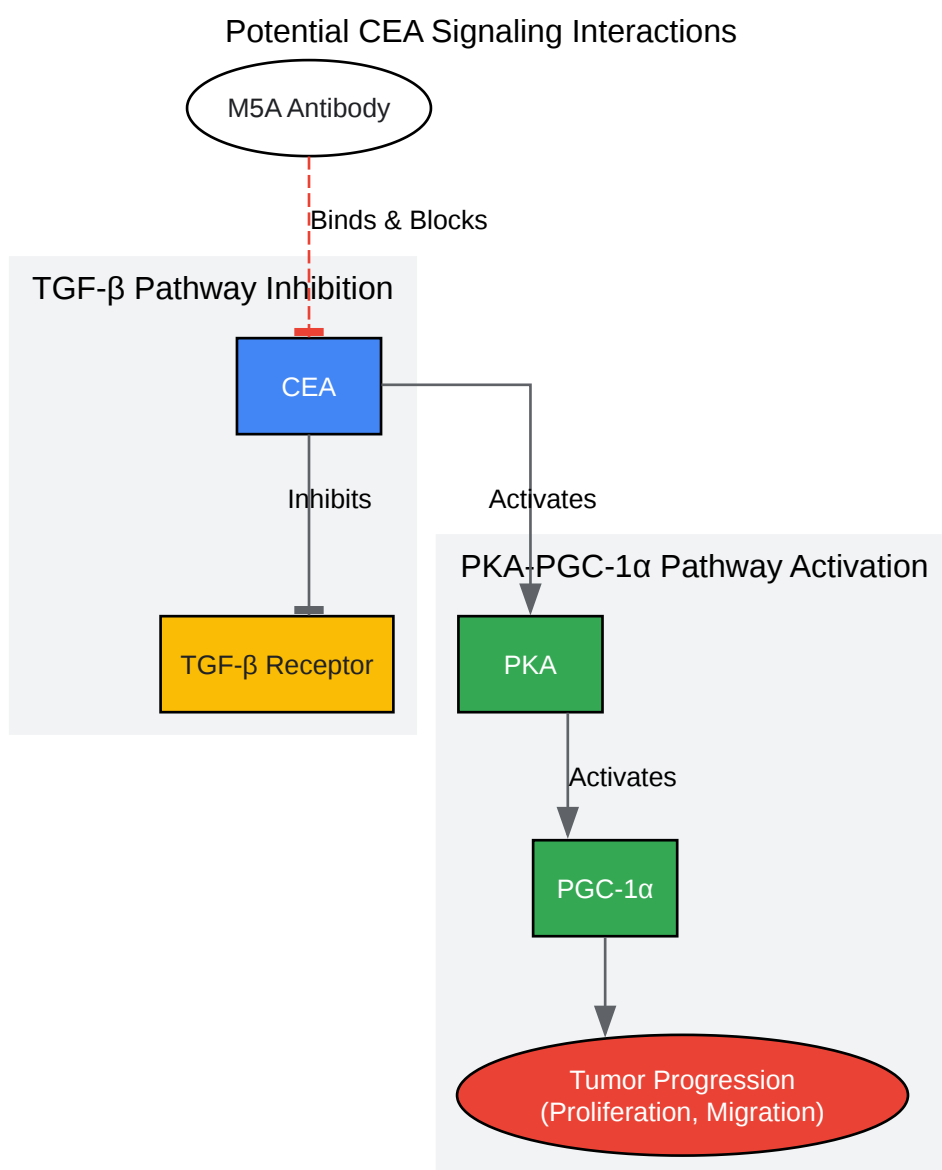 Potential CEA Signaling Interactions
M5A Antibody
Binds & Blocks
TGF-β Pathway Inhibition
CEA
Inhibits
Activates
PKA-PGC-1α Pathway Activation
TGF-β Receptor
PKA
Activates
PGC-1α
Tumor Progression
(Proliferation, Migration)